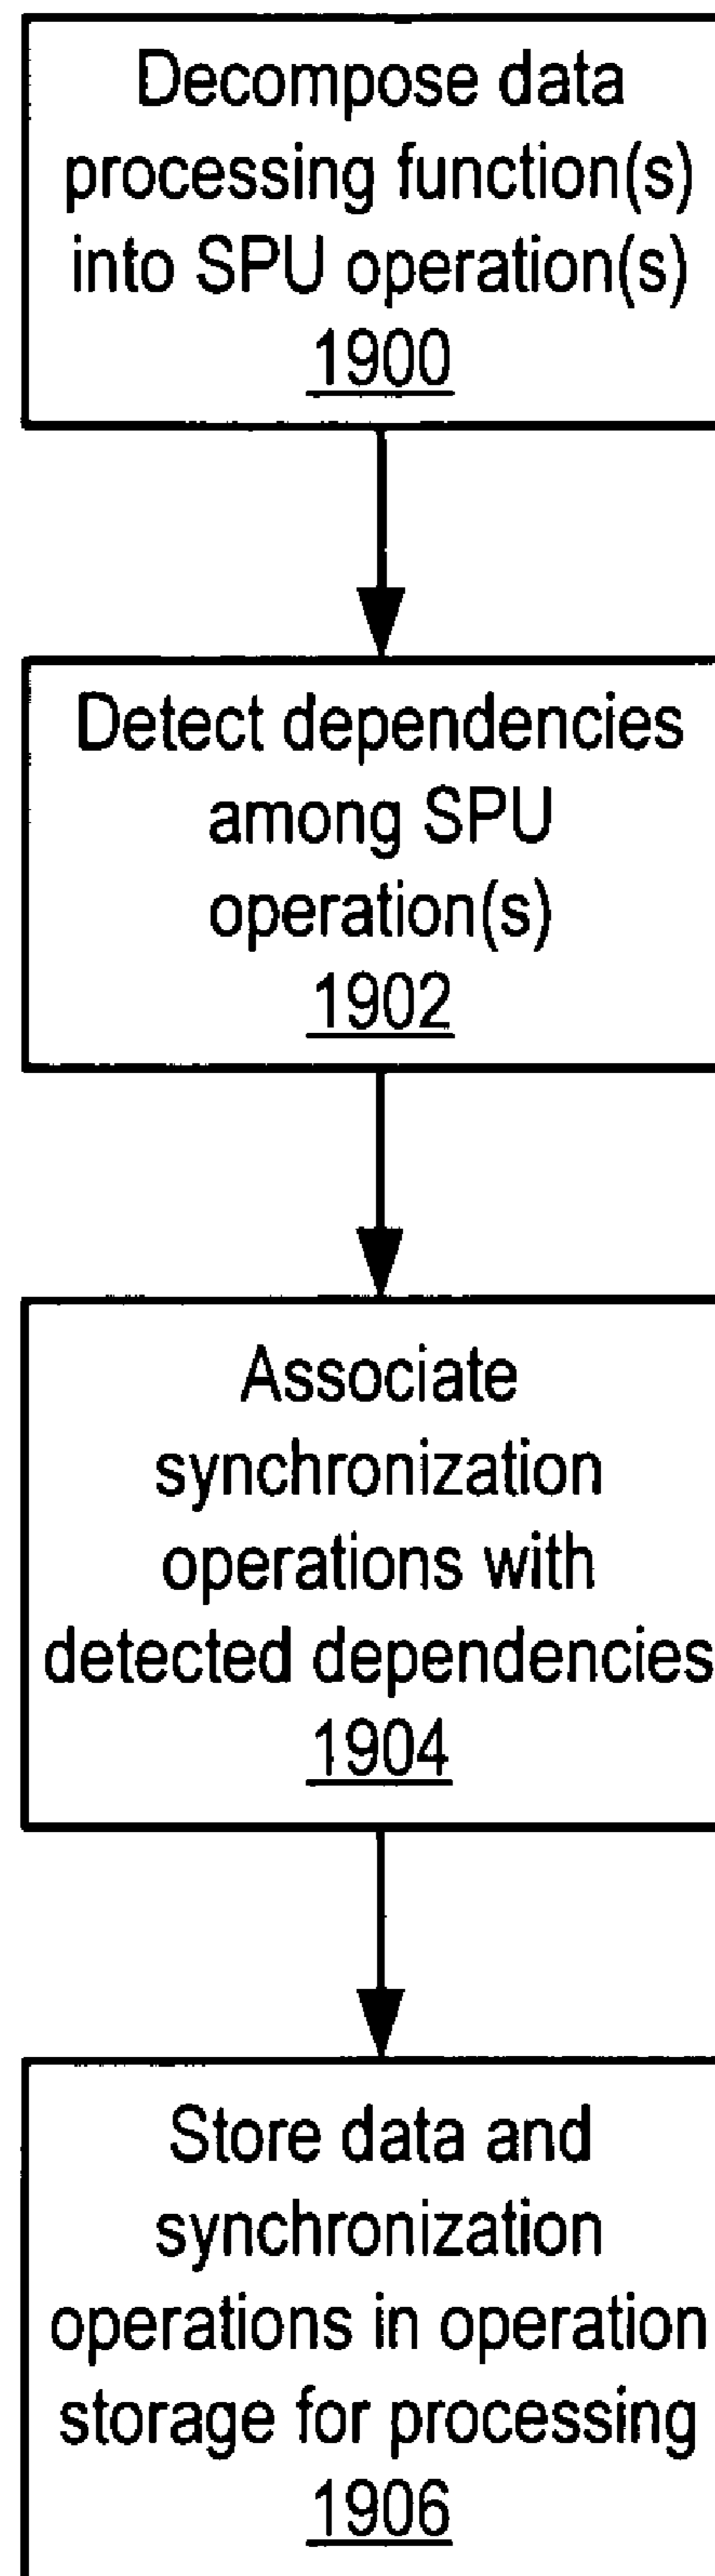 Decompose data
processing function(s)
into SPU operation(s)
1900
Detect dependencies
among SPU
operation(s)
1902
Associate
synchronization
operations with
detected dependencies
1904
Store data and
synchronization
operations in operation
storage for processing
1906